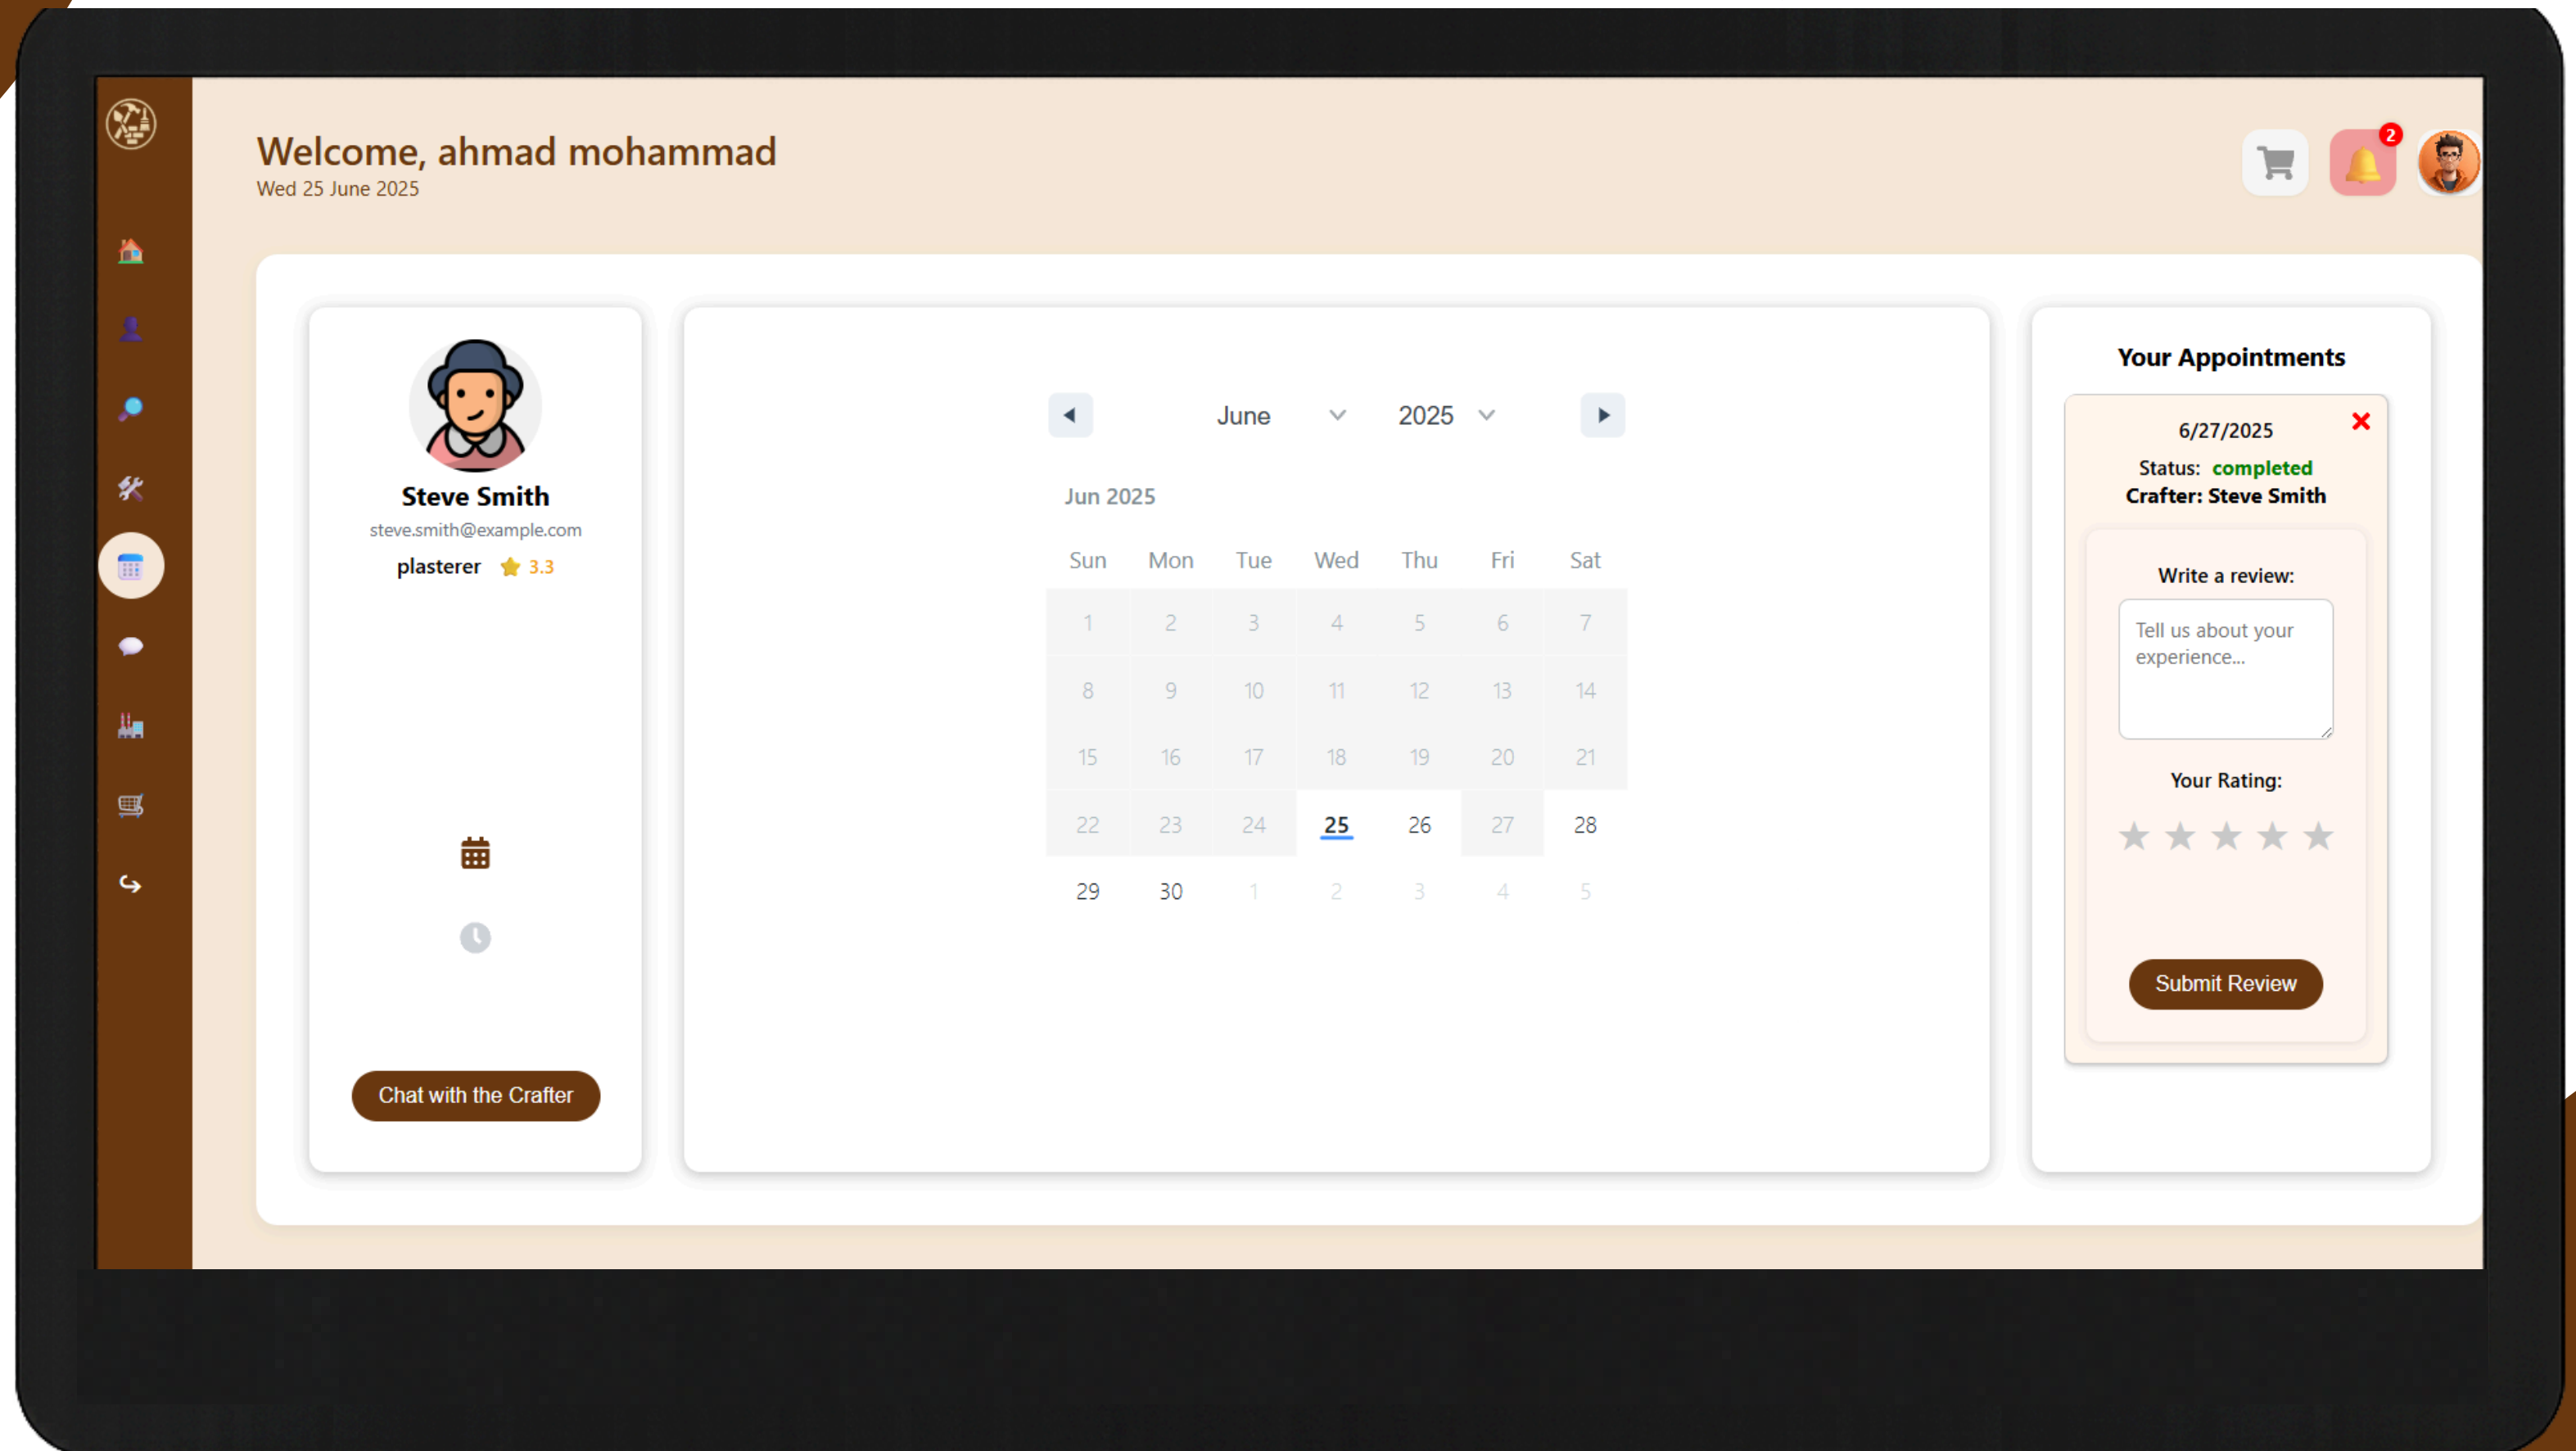 Welcome, ahmad mohammad
Wed 25 June 2025
2
Steve Smith
steve.smith@example.com
plasterer 3.3
Chat with the Crafter
June 2025
Jun 2025
Sun Mon Tue Wed Thu Fri Sat
1 2 3 4 5 6 7
8 9 10 11 12 13 14
15 16 17 18 19 20 21
22 23 24 25 26 27 28
29 30 1 2 3 4 5
Your Appointments
6/27/2025
Status: completed
Crafter: Steve Smith
Write a review:
Tell us about your
experience...
Your Rating:
Submit Review